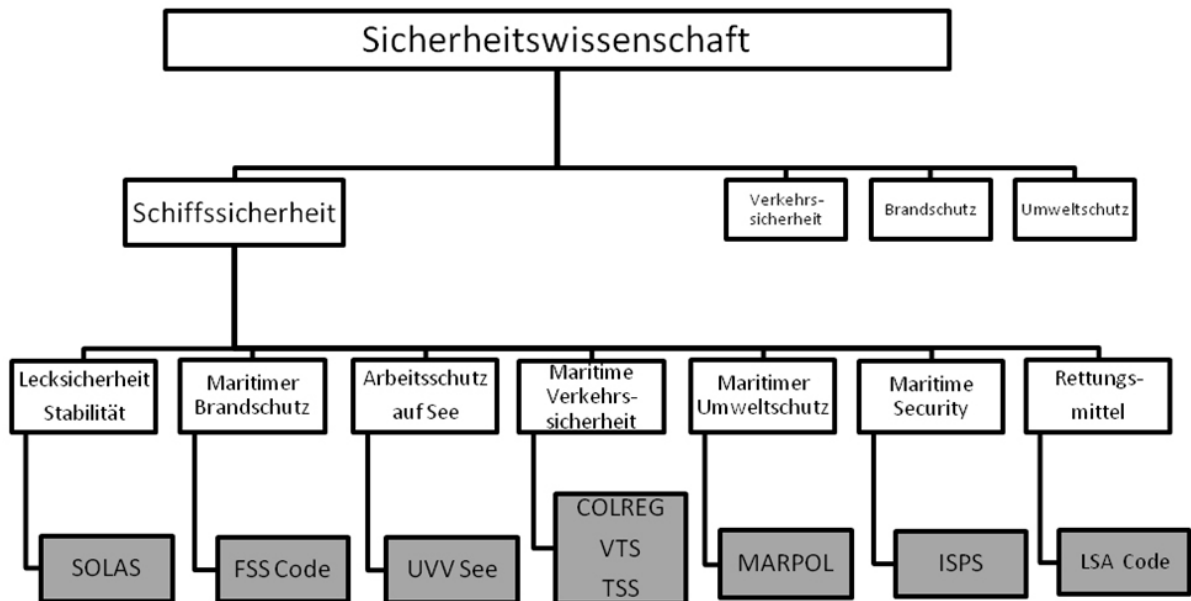 Sicherheitswissenschaft
Schiffssicherheit
Verkehrs-
sicherheit
Brandschutz
Umweltschutz
Lecksicherheit
Stabilität
Maritimer
Brandschutz
Arbeitsschutz
auf See
Maritime
Verkehrs-
sicherheit
Maritimer
Umweltschutz
Maritime
Security
Rettungs-
mittel
SOLAS
FSS Code
UVV See
COLREG
VTS
TSS
MARPOL
ISPS
LSA Code